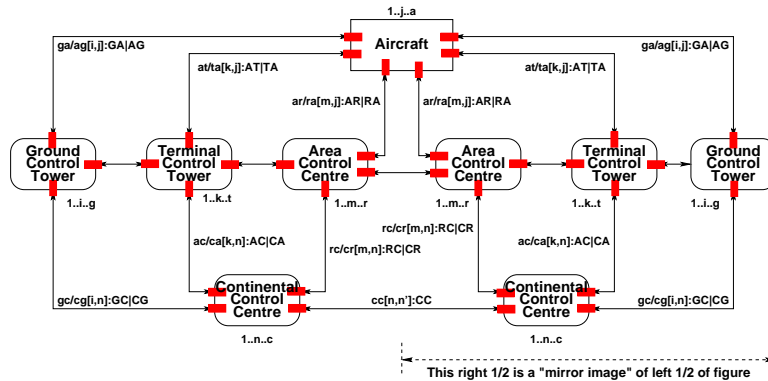 1..j..a
ga/ag[i,j]:GA|AG
Aircraft
ga/ag[i,j]:GA|AG
at/ta[k,j]:AT|TA
at/ta[k,j]:AT|TA
ar/ra[m,j]:AR|RA
ar/ra[m,j]:AR|RA
Ground
Control
Tower
Terminal
Control
Tower
Area
Control
Centre
Area
Control
Centre
Terminal
Control
Tower
Ground
Control
Tower
1..i..g
1..k..t
1..m..r
1..m..r
1..k..t
1..i..g
rc/cr[m,n]:RC|CR
ac/ca[k,n]:AC|CA
rc/cr[m,n]:RC|CR
ac/ca[k,n]:AC|CA
gc/cg[i,n]:GC|CG
Continental
Control
Centre
cc[n,n']:CC
Continental
Control
Centre
gc/cg[i,n]:GC|CG
1..n..c
1..n..c
This right 1/2 is a "mirror image" of left 1/2 of figure